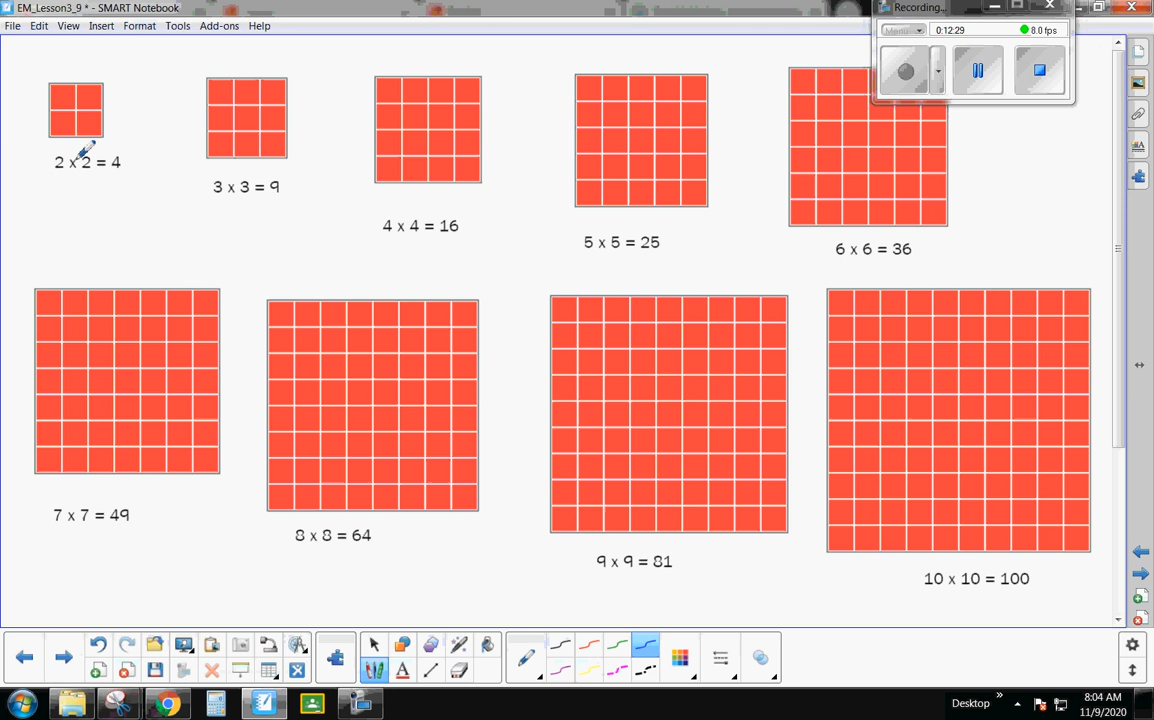 EM_Lesson3_9 * - SMART Notebook
Recording...
File Edit View Insert Format Tools Add-ons Help
Menu
0:12:29
8.0 fps
2 x 2 = 4
3 x 3 = 9
4 x 4 = 16
5 x 5 = 25
6 x 6 = 36
7 x 7 = 49
8 x 8 = 64
9 x 9 = 81
10 x 10 = 100
Desktop
8:04 AM
11/9/2020